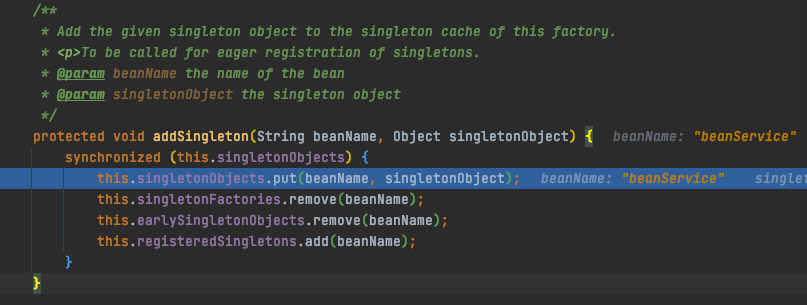 /**
 * Add the given singleton object to the singleton cache of this factory.
 * <p>To be called for eager registration of singletons.
 * @param beanName the name of the bean
 * @param singletonObject the singleton object
 */
protected void addSingleton(String beanName, Object singletonObject) { beanName: "beanService"
synchronized (this.singletonObjects) {
this.singletonObjects.put(beanName, singletonObject); beanName: "beanService" singlet
this.singletonFactories.remove(beanName);
this.earlySingletonObjects.remove(beanName);
this.registeredSingletons.add(beanName);
}
}